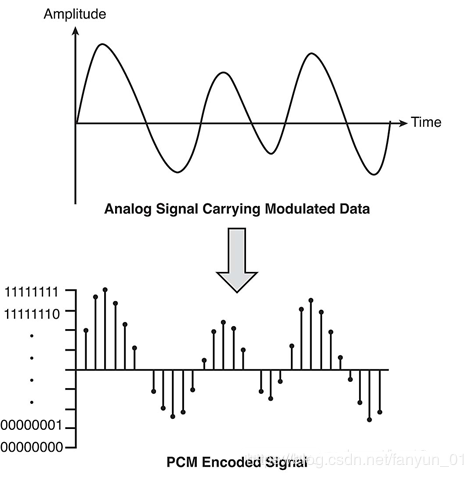 Amplitude
Time
Analog Signal Carrying Modulated Data
11111111
11111110
00000001
00000000
PCM Encoded Signal
https://blog.csdn.net/fanyun_01